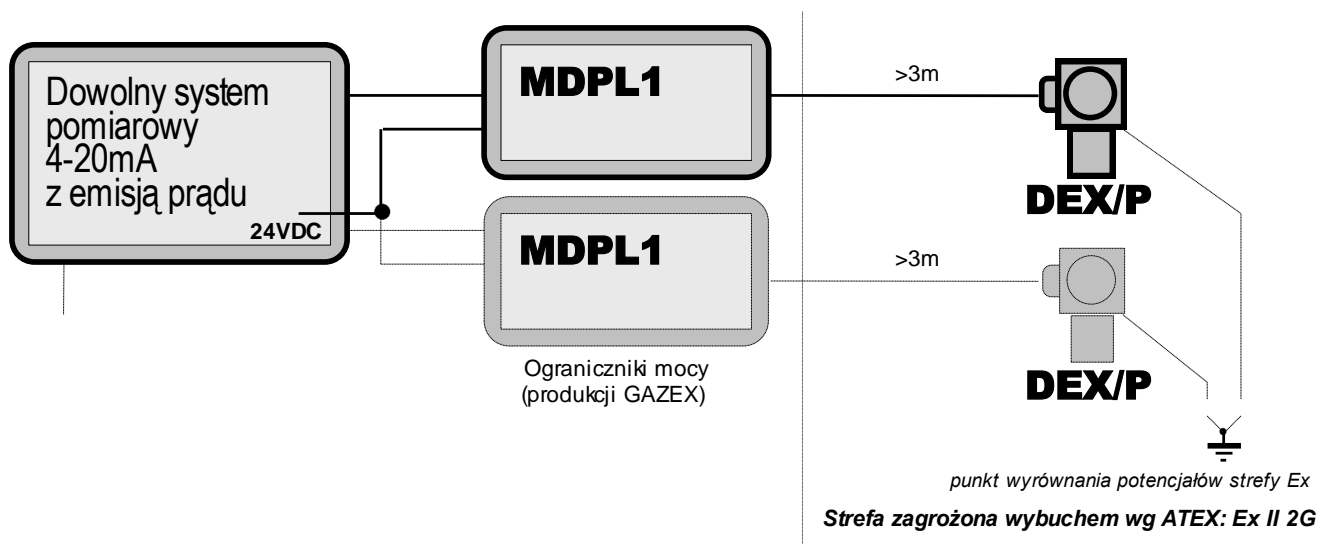 Dowolny system
pomiarowy
4-20mA
z emisją prądu
24VDC
MDPL1
>3m
DEX/P
MDPL1
>3m
DEX/P
Ograniczniki mocy
(produkcji GAZEX)
punkt wyrównania potencjałów strefy Ex
Strefa zagrożona wybuchem wg ATEX: Ex II 2G